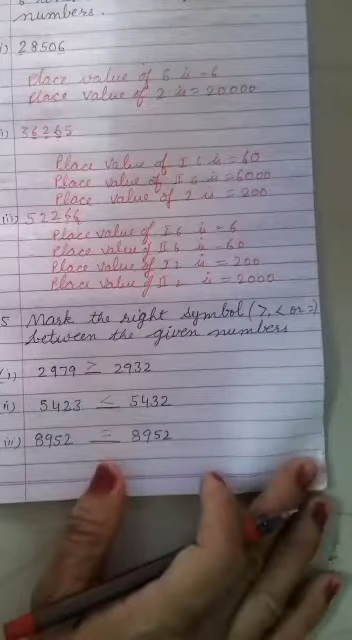 numbers.
i) 28506
Place value of 6 is = 6
Place value of 2 is = 20000
36265
Place value of I 6 is = 60
Place value of II 6 is = 6000
Place value of 2 is = 200
iii) 52266
Place value of I 6 is = 6
Place value of II 6 is = 60
Place value of I 2 is = 200
Place value of II 2 is = 2000
5 Mark the right symbol (>, < or =)
between the given numbers
(i) 2979 > 2932
ii) 5423 < 5432
iii) 8952 = 8952